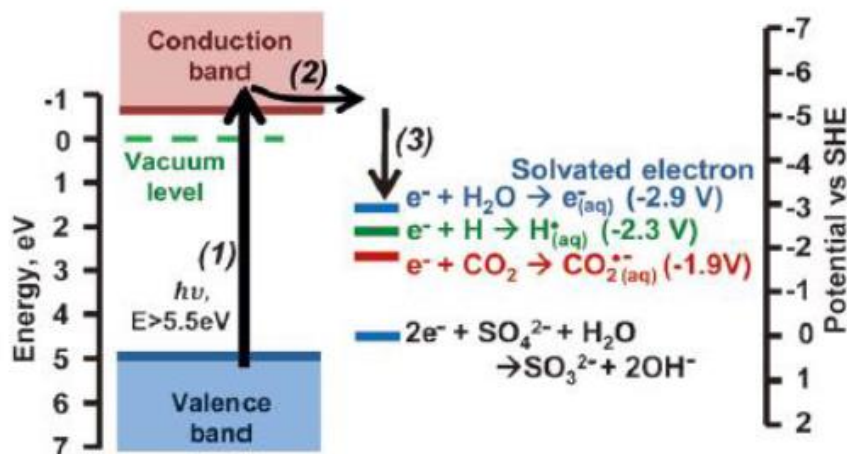 Conduction
band
(2)
-1
0
1
2
3
4
5
6
7
Energy, eV
Vacuum
level
(1)
hν,
E>5.5eV
Valence
band
(3)
Solvated electron
e⁻ + H₂O → e⁻(aq) (-2.9 V)
e⁻ + H → H•(aq) (-2.3 V)
e⁻ + CO₂ → CO₂•⁻(aq) (-1.9V)
2e⁻ + SO₄²⁻ + H₂O
→SO₃²⁻ + 2OH⁻
-7
-6
-5
-4
-3
-2
-1
0
1
2
Potential vs SHE